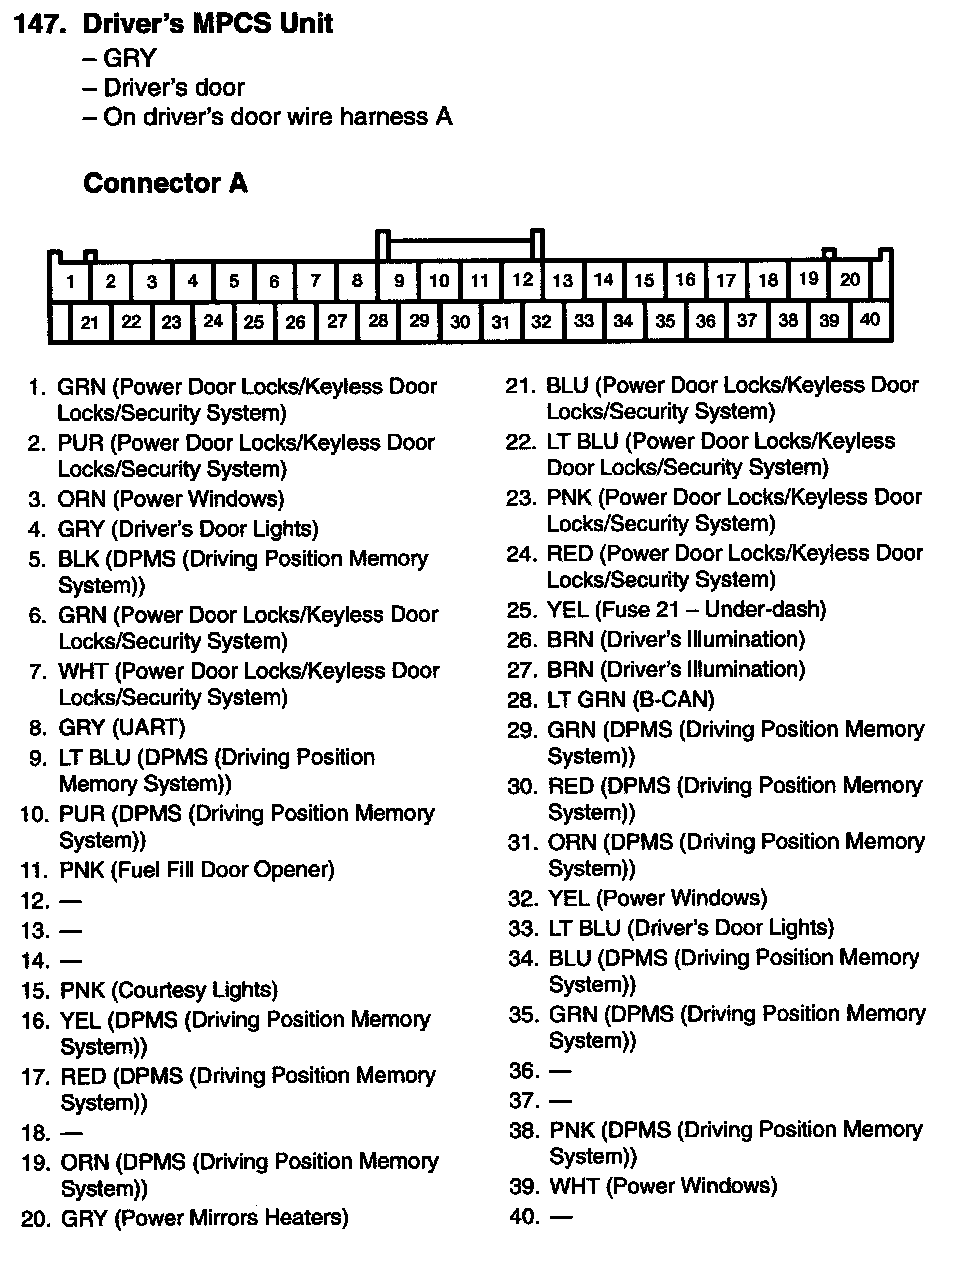 147. Driver's MPCS Unit
– GRY
– Driver's door
– On driver's door wire harness A
Connector A
1 2 3 4 5 6 7 8 9 10 11 12 13 14 15 16 17 18 19 20
21 22 23 24 25 26 27 28 29 30 31 32 33 34 35 36 37 38 39 40
1. GRN (Power Door Locks/Keyless Door
Locks/Security System)
2. PUR (Power Door Locks/Keyless Door
Locks/Security System)
3. ORN (Power Windows)
4. GRY (Driver's Door Lights)
5. BLK (DPMS (Driving Position Memory
System))
6. GRN (Power Door Locks/Keyless Door
Locks/Security System)
7. WHT (Power Door Locks/Keyless Door
Locks/Security System)
8. GRY (UART)
9. LT BLU (DPMS (Driving Position
Memory System))
10. PUR (DPMS (Driving Position Memory
System))
11. PNK (Fuel Fill Door Opener)
12. —
13. —
14. —
15. PNK (Courtesy Lights)
16. YEL (DPMS (Driving Position Memory
System))
17. RED (DPMS (Driving Position Memory
System))
18. —
19. ORN (DPMS (Driving Position Memory
System))
20. GRY (Power Mirrors Heaters)
21. BLU (Power Door Locks/Keyless Door
Locks/Security System)
22. LT BLU (Power Door Locks/Keyless
Door Locks/Security System)
23. PNK (Power Door Locks/Keyless Door
Locks/Security System)
24. RED (Power Door Locks/Keyless Door
Locks/Security System)
25. YEL (Fuse 21 – Under-dash)
26. BRN (Driver's Illumination)
27. BRN (Driver's Illumination)
28. LT GRN (B-CAN)
29. GRN (DPMS (Driving Position Memory
System))
30. RED (DPMS (Driving Position Memory
System))
31. ORN (DPMS (Driving Position Memory
System))
32. YEL (Power Windows)
33. LT BLU (Driver's Door Lights)
34. BLU (DPMS (Driving Position Memory
System))
35. GRN (DPMS (Driving Position Memory
System))
36. —
37. —
38. PNK (DPMS (Driving Position Memory
System))
39. WHT (Power Windows)
40. —